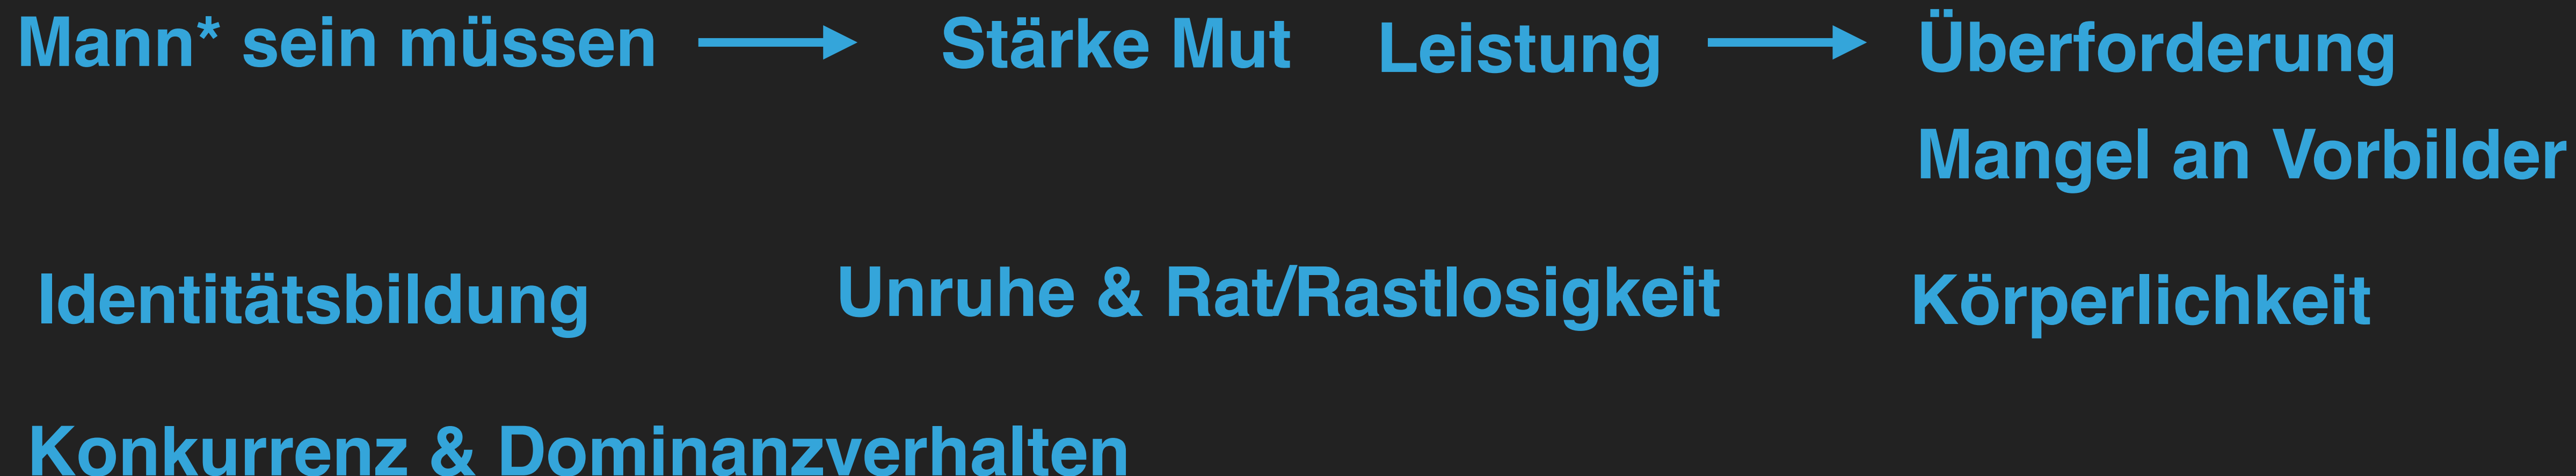 Mann* sein müssen Stärke Mut Leistung Überforderung
Mangel an Vorbilder
Identitätsbildung Unruhe & Rat/Rastlosigkeit Körperlichkeit
Konkurrenz & Dominanzverhalten